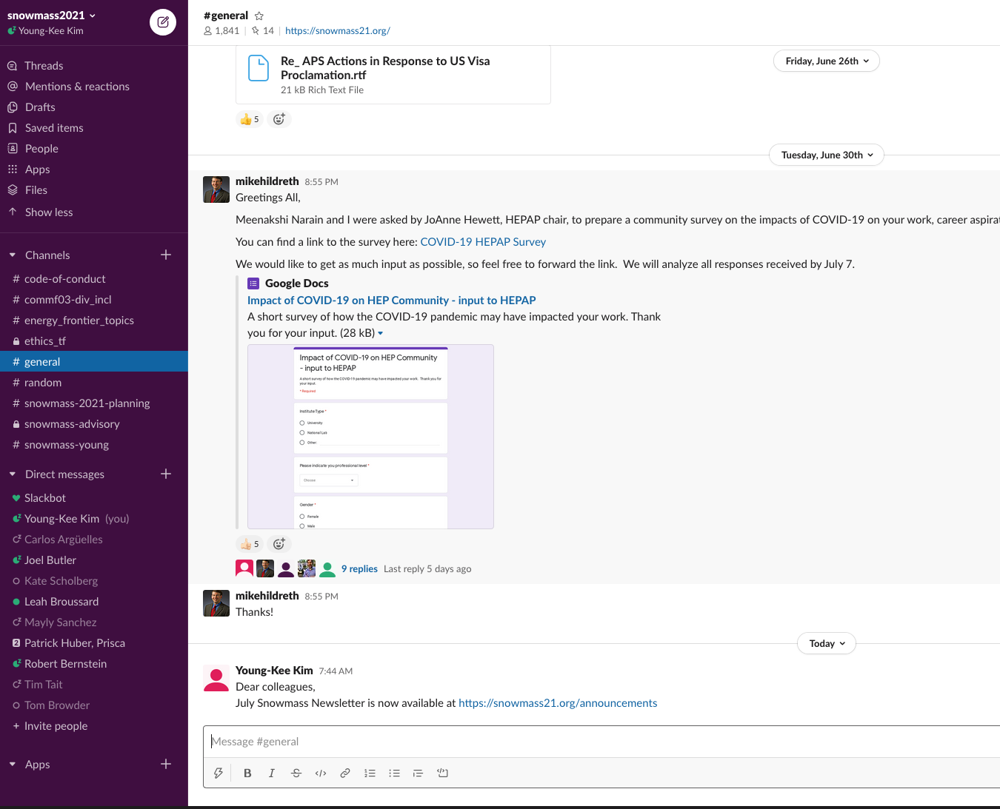 snowmass2021
Young-Kee Kim
Threads
Mentions & reactions
Drafts
Saved items
People
Apps
Files
Show less
Channels
# code-of-conduct
# commf03-div_incl
# energy_frontier_topics
ethics_tf
# general
# random
# snowmass-2021-planning
snowmass-advisory
# snowmass-young
Direct messages
Slackbot
Young-Kee Kim (you)
Carlos Argüelles
Joel Butler
Kate Scholberg
Leah Broussard
Mayly Sanchez
2 Patrick Huber, Prisca
Robert Bernstein
Tim Tait
Tom Browder
+ Invite people
Apps
#general
1,841 | 14 | https://snowmass21.org/
Friday, June 26th
Re_ APS Actions in Response to US Visa
Proclamation.rtf
21 kB Rich Text File
5
Tuesday, June 30th
mikehildreth 8:55 PM
Greetings All,
Meenakshi Narain and I were asked by JoAnne Hewett, HEPAP chair, to prepare a community survey on the impacts of COVID-19 on your work, career aspirat
You can find a link to the survey here: COVID-19 HEPAP Survey
We would like to get as much input as possible, so feel free to forward the link. We will analyze all responses received by July 7.
Google Docs
Impact of COVID-19 on HEP Community - input to HEPAP
A short survey of how the COVID-19 pandemic may have impacted your work. Thank
you for your input. (28 kB)
Impact of COVID-19 on HEP Community
- input to HEPAP
A short survey of how the COVID-19 pandemic may have impacted your work. Thank you for
your input.
* Required
Institute Type *
University
National Lab
Other:
Please indicate you professional level *
Choose
Gender *
Female
Male
5
9 replies Last reply 5 days ago
mikehildreth 8:55 PM
Thanks!
Today
Young-Kee Kim 7:44 AM
Dear colleagues,
July Snowmass Newsletter is now available at https://snowmass21.org/announcements
Message #general
B I S </>